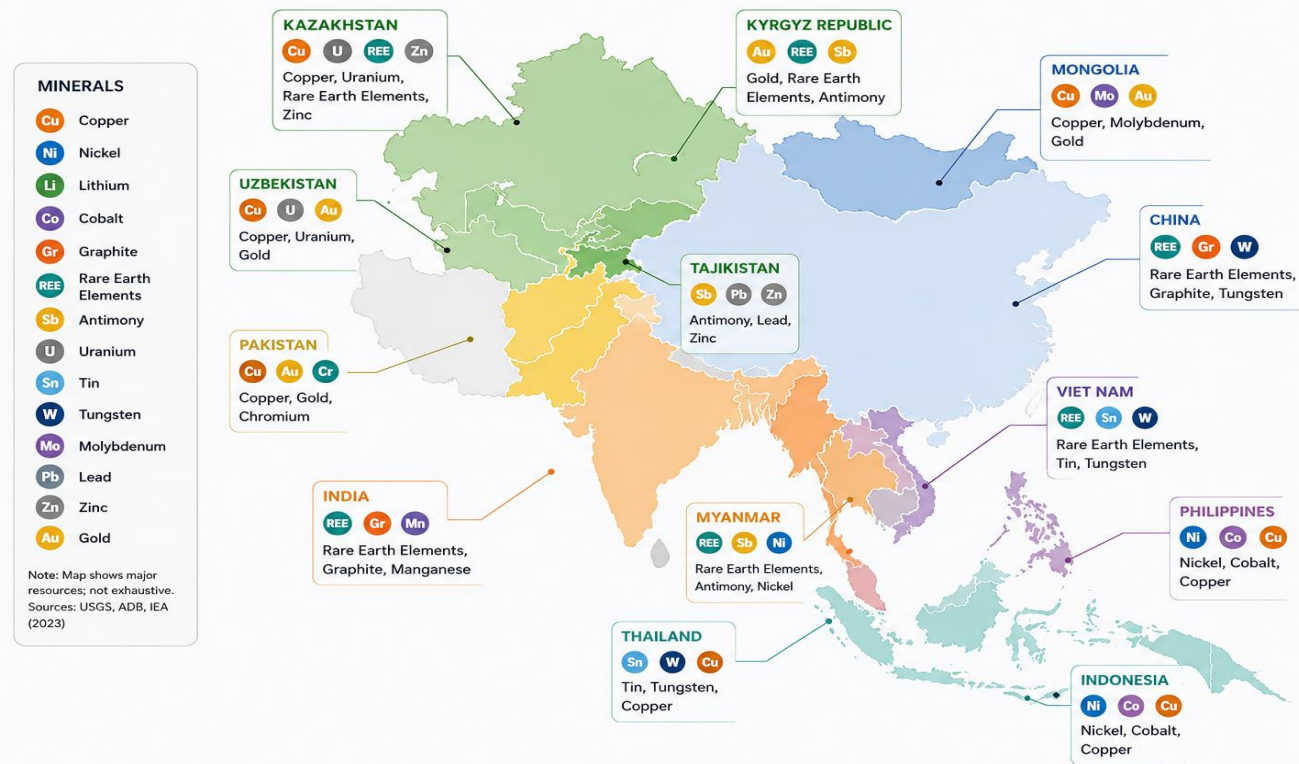 MINERALS
Cu Copper
Ni Nickel
Li Lithium
Co Cobalt
Gr Graphite
REE Rare Earth
Elements
Sb Antimony
U Uranium
Sn Tin
W Tungsten
Mo Molybdenum
Pb Lead
Zn Zinc
Au Gold
Note: Map shows major
resources; not exhaustive.
Sources: USGS, ADB, IEA
(2023)
KAZAKHSTAN
Cu U REE Zn
Copper, Uranium,
Rare Earth Elements,
Zinc
KYRGYZ REPUBLIC
Au REE Sb
Gold, Rare Earth
Elements, Antimony
MONGOLIA
Cu Mo Au
Copper, Molybdenum,
Gold
UZBEKISTAN
Cu U Au
Copper, Uranium,
Gold
TAJIKISTAN
Sb Pb Zn
Antimony, Lead,
Zinc
CHINA
REE Gr W
Rare Earth Elements,
Graphite, Tungsten
PAKISTAN
Cu Au Cr
Copper, Gold,
Chromium
VIET NAM
REE Sn W
Rare Earth Elements,
Tin, Tungsten
INDIA
REE Gr Mn
Rare Earth Elements,
Graphite, Manganese
MYANMAR
REE Sb Ni
Rare Earth Elements,
Antimony, Nickel
PHILIPPINES
Ni Co Cu
Nickel, Cobalt,
Copper
THAILAND
Sn W Cu
Tin, Tungsten,
Copper
INDONESIA
Ni Co Cu
Nickel, Cobalt,
Copper